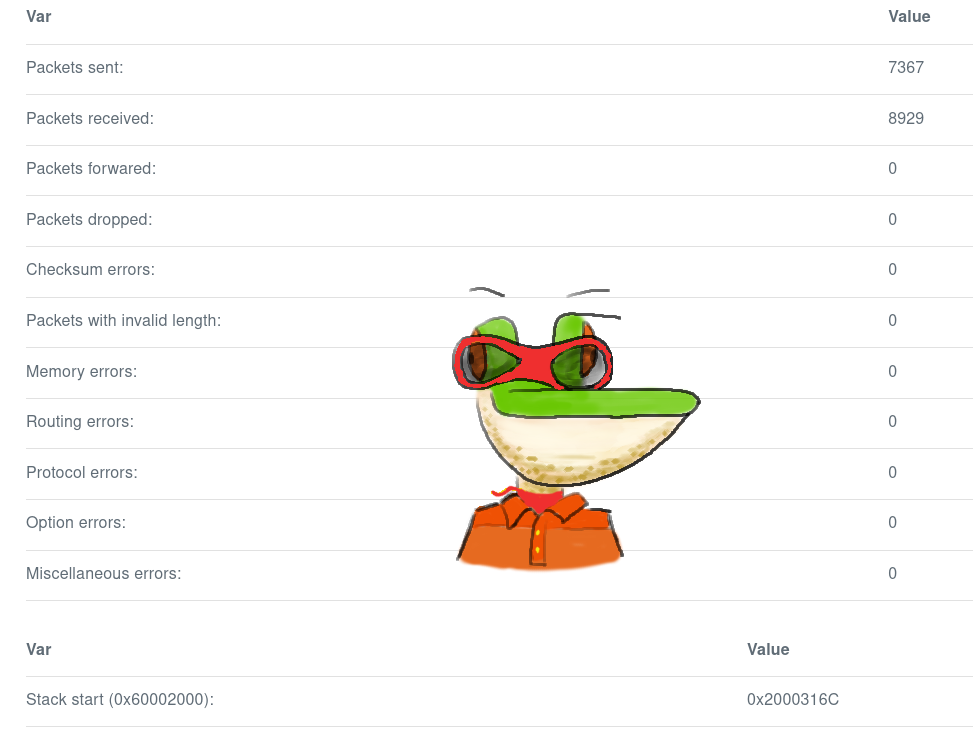 Var Value
Packets sent: 7367
Packets received: 8929
Packets forwared: 0
Packets dropped: 0
Checksum errors: 0
Packets with invalid length: 0
Memory errors: 0
Routing errors: 0
Protocol errors: 0
Option errors: 0
Miscellaneous errors: 0
Var Value
Stack start (0x60002000): 0x2000316C